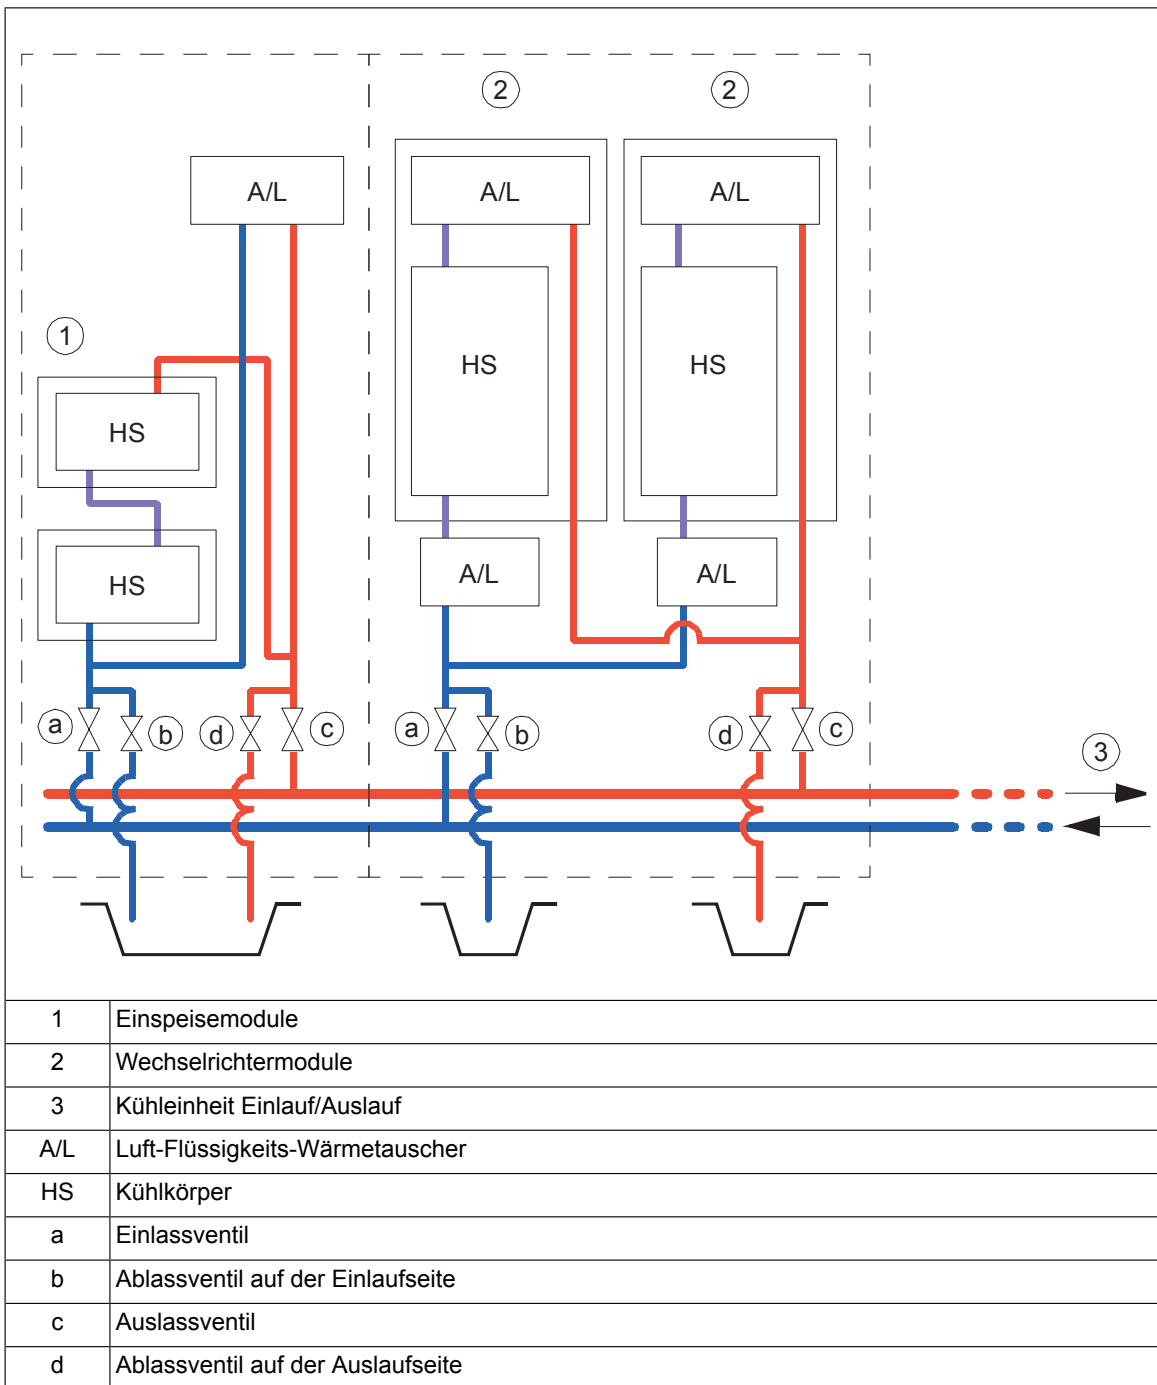 2 2
A/L A/L A/L
1
HS HS
HS
HS
A/L A/L
a b d c a b d c
3
1 Einspeisemodule
2 Wechselrichtermodule
3 Kühleinheit Einlauf/Auslauf
A/L Luft-Flüssigkeits-Wärmetauscher
HS Kühlkörper
a Einlassventil
b Ablassventil auf der Einlaufseite
c Auslassventil
d Ablassventil auf der Auslaufseite